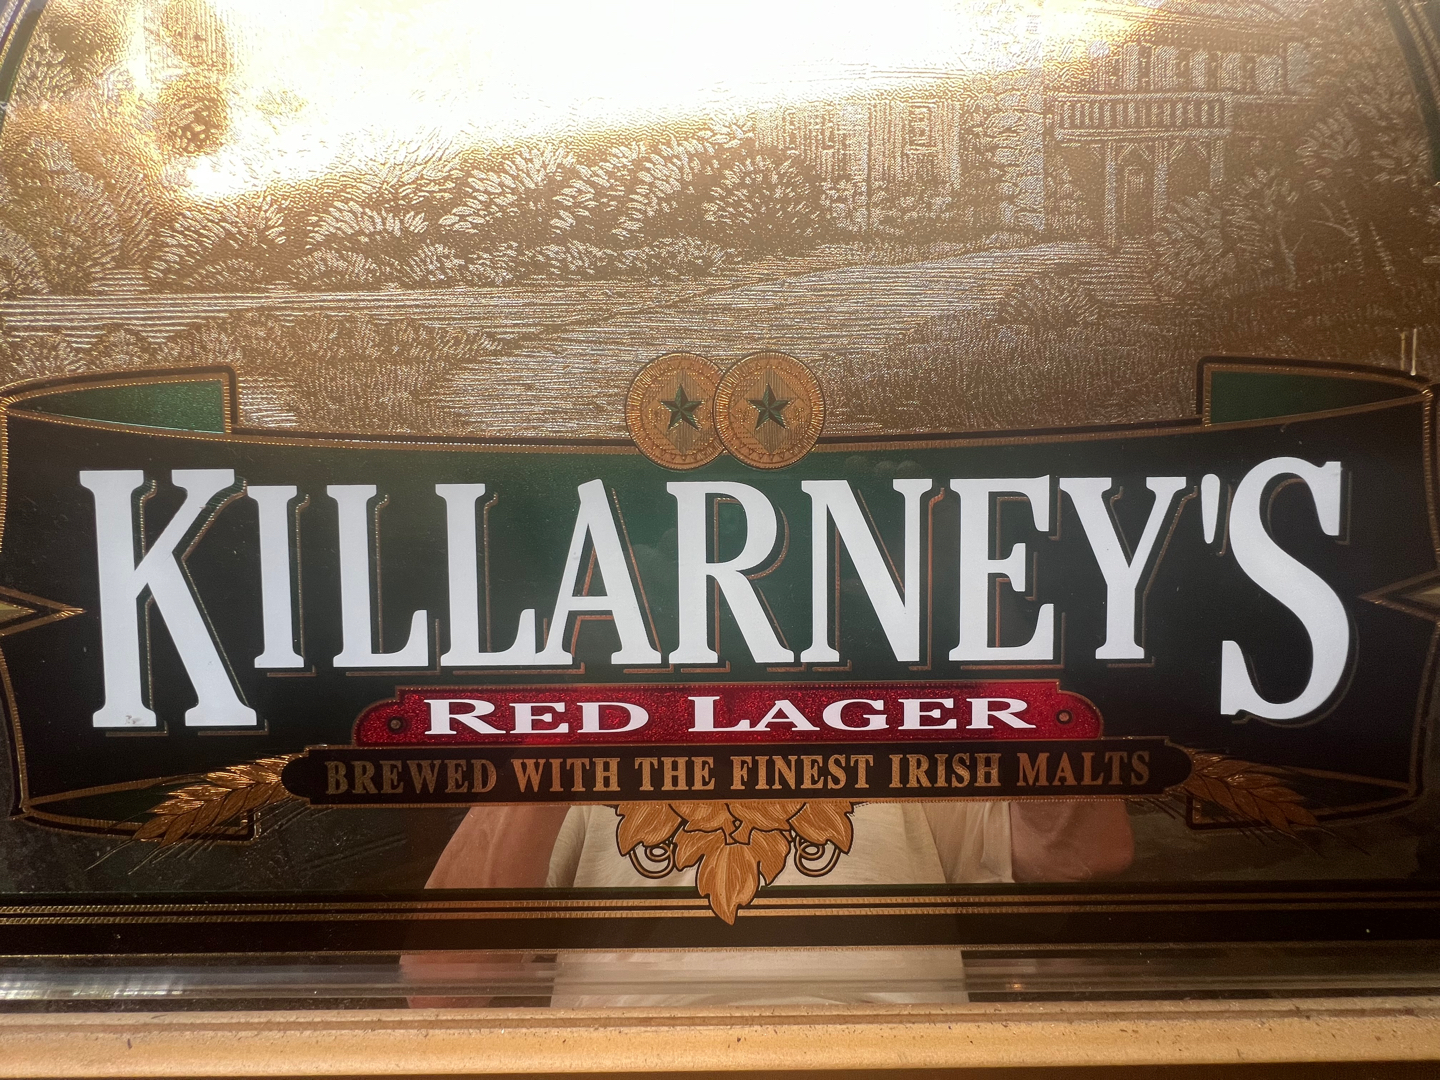 KILLARNEY'S
RED LAGER
BREWED WITH THE FINEST IRISH MALTS